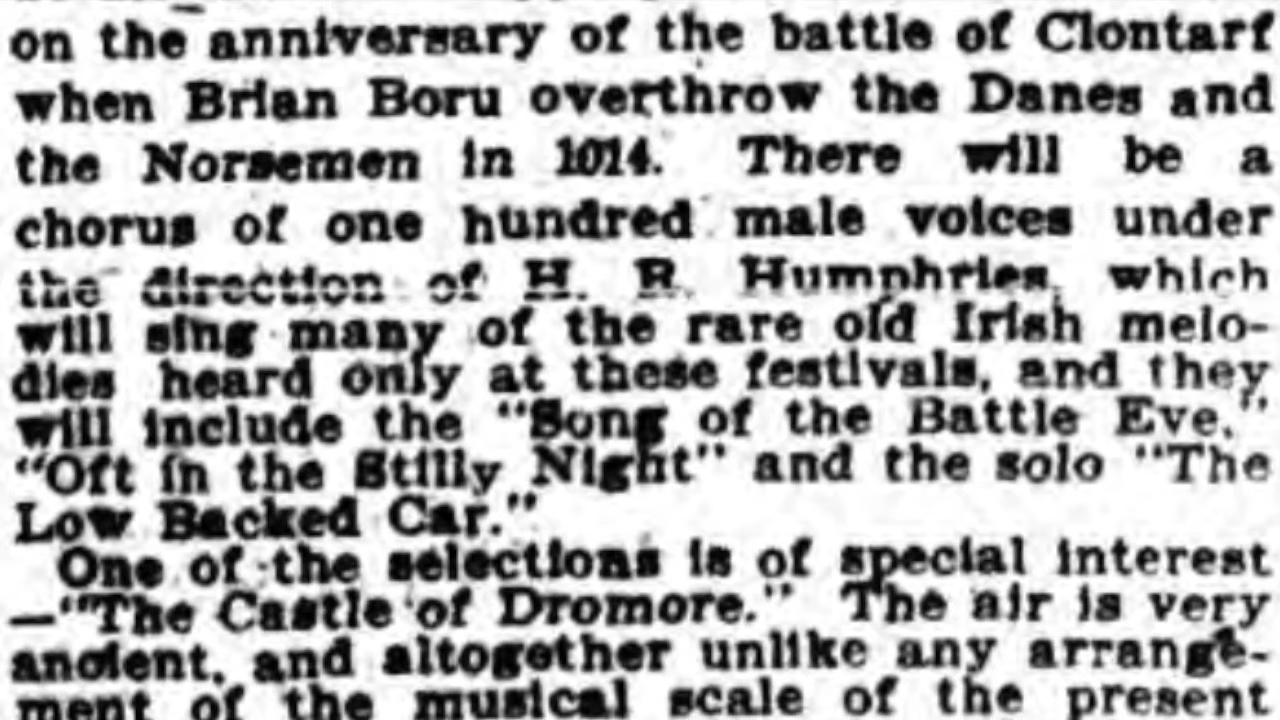 on the anniversary of the battle of Clontarf
when Brian Boru overthrow the Danes and
the Norsemen in 1014. There will be a
chorus of one hundred male voices under
the direction of H. R. Humphries, which
will sing many of the rare old Irish melo-
dies heard only at these festivals, and they
will include the "Song of the Battle Eve,"
"Oft in the Stilly Night" and the solo "The
Low Backed Car."
One of the selections is of special interest
—"The Castle of Dromore." The air is very
ancient, and altogether unlike any arrange-
ment of the musical scale of the present